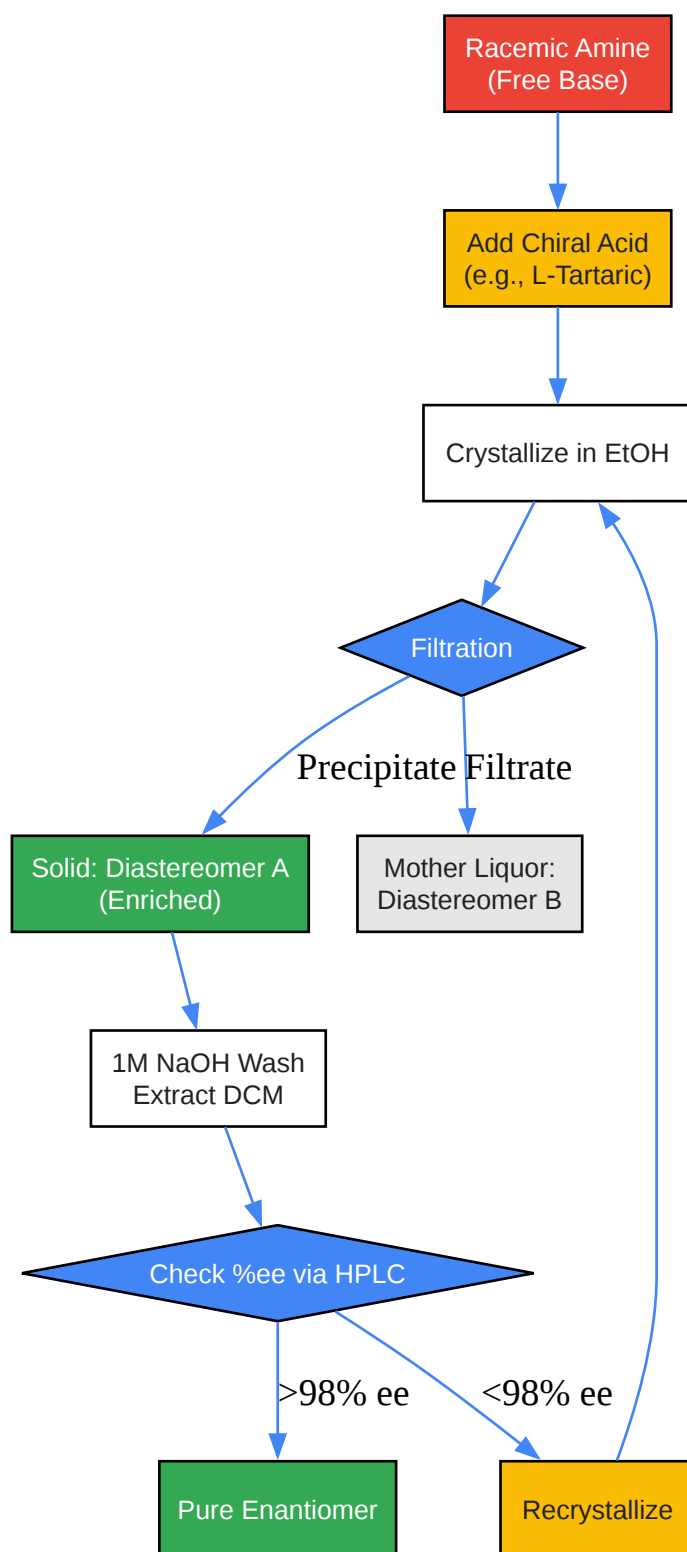 Racemic Amine
(Free Base)
Add Chiral Acid
(e.g., L-Tartaric)
Crystallize in EtOH
Filtration
Precipitate
Filtrate
Solid: Diastereomer A
(Enriched)
Mother Liquor:
Diastereomer B
1M NaOH Wash
Extract DCM
Check %ee via HPLC
>98% ee
<98% ee
Pure Enantiomer
Recrystallize